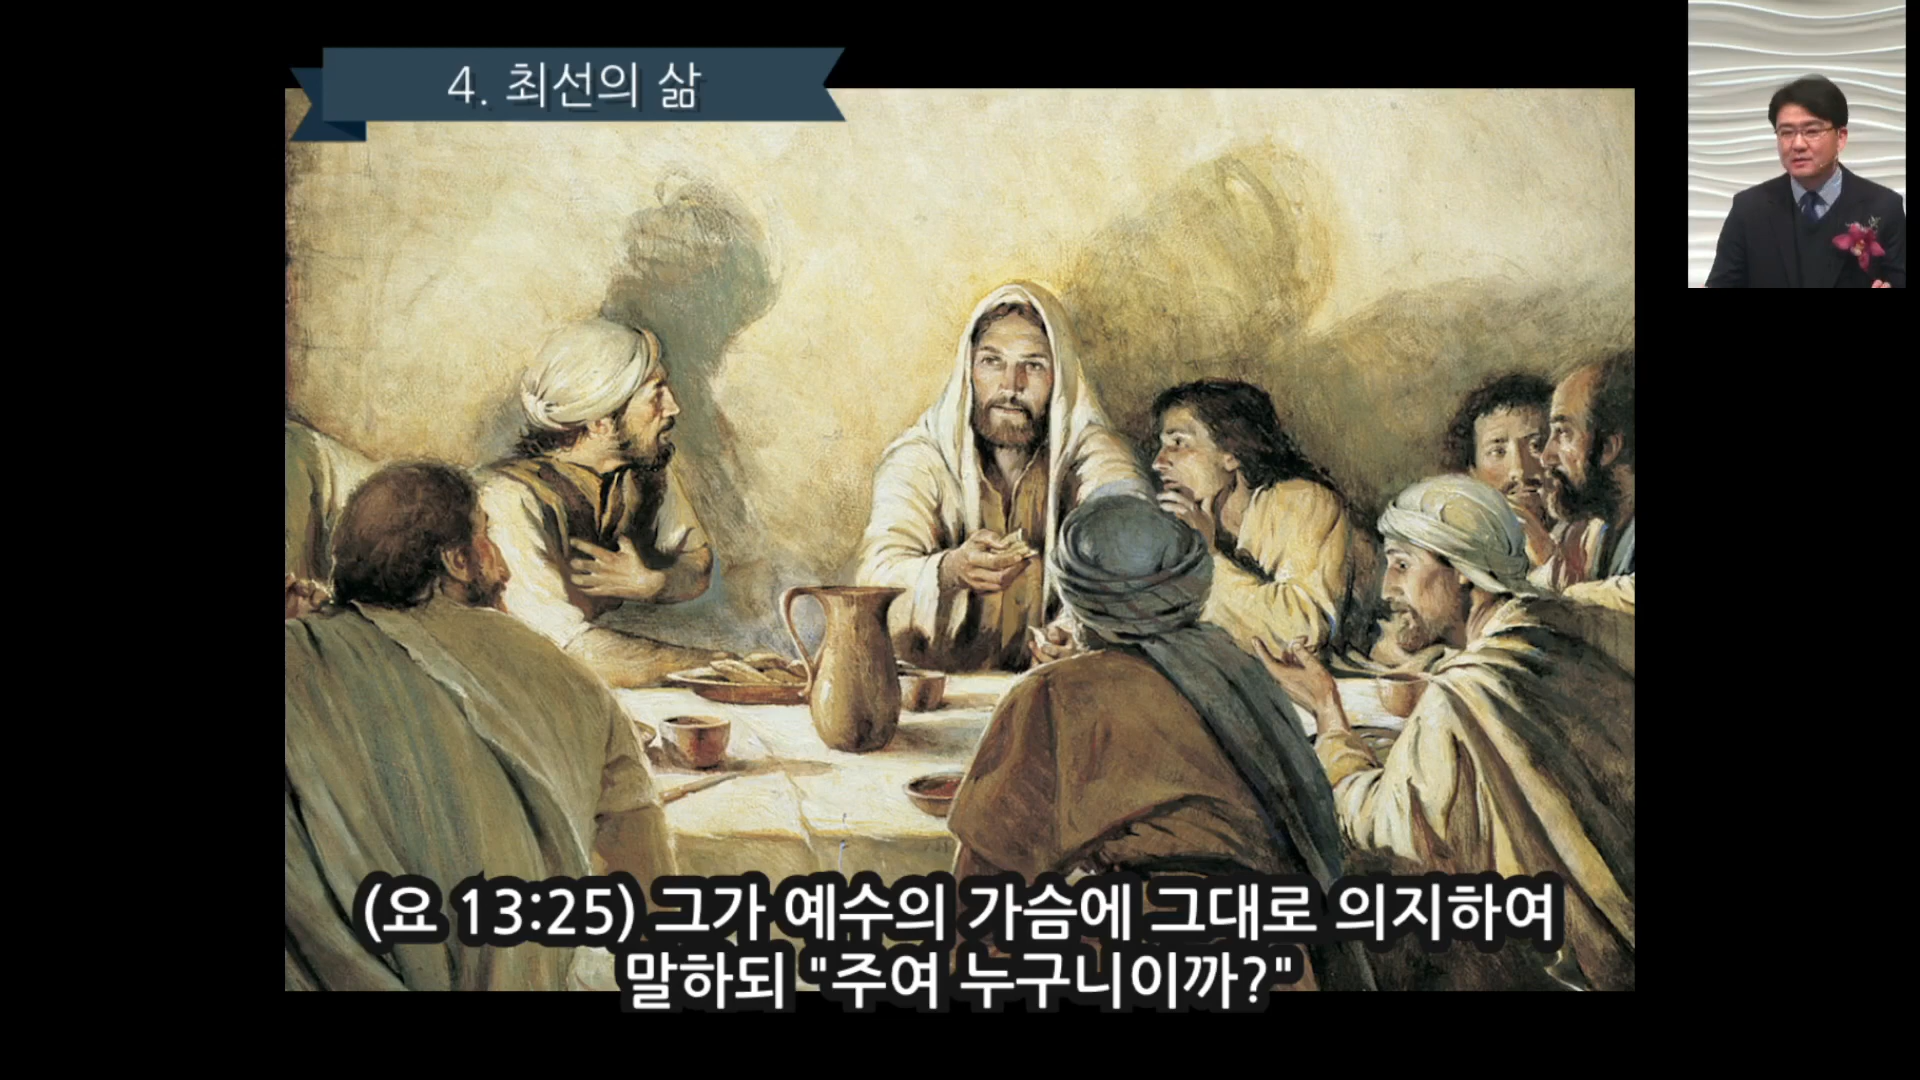 4. 최선의 삶
(요 13:25) 그가 예수의 가슴에 그대로 의지하여
말하되 "주여 누구니이까?"